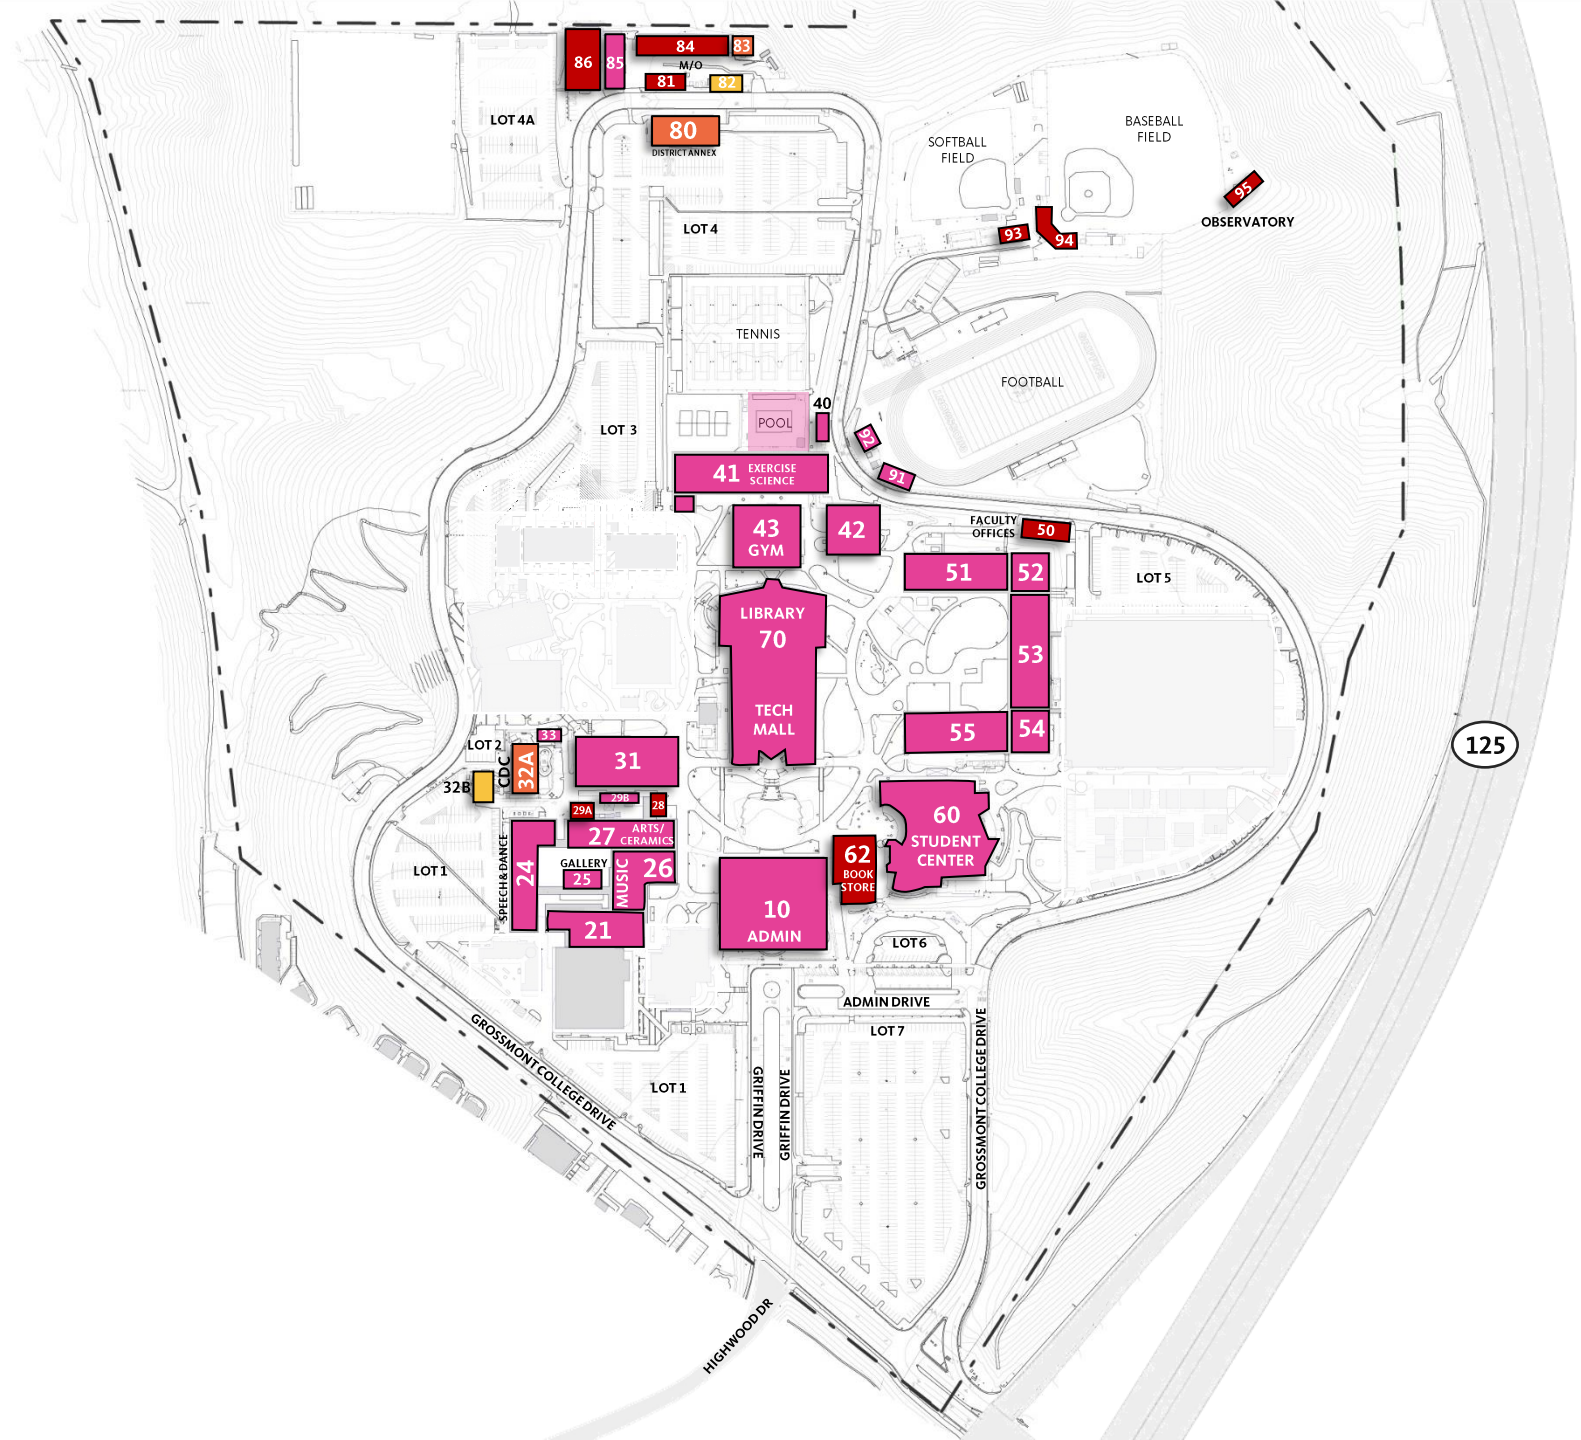 86
85
84
83
M/O
81
82
LOT 4A
80
DISTRICT ANNEX
SOFTBALL
FIELD
BASEBALL
FIELD
95
OBSERVATORY
93
94
LOT 4
TENNIS
FOOTBALL
40
POOL
LOT 3
92
91
41
EXERCISE
SCIENCE
43
GYM
42
FACULTY
OFFICES
50
51
52
LOT 5
LIBRARY
70
TECH
MALL
53
55
54
125
33
LOT 2
CDC
32A
32B
31
29B
29A
28
27
ARTS/
CERAMICS
SPEECH & DANCE
24
GALLERY
25
MUSIC
26
21
LOT 1
60
STUDENT
CENTER
62
BOOK
STORE
10
ADMIN
LOT 6
ADMIN DRIVE
LOT 7
GROSSMONT COLLEGE DRIVE
LOT 1
GRIFFIN DRIVE
GRIFFIN DRIVE
GROSSMONT COLLEGE DRIVE
HIGHWOOD DR